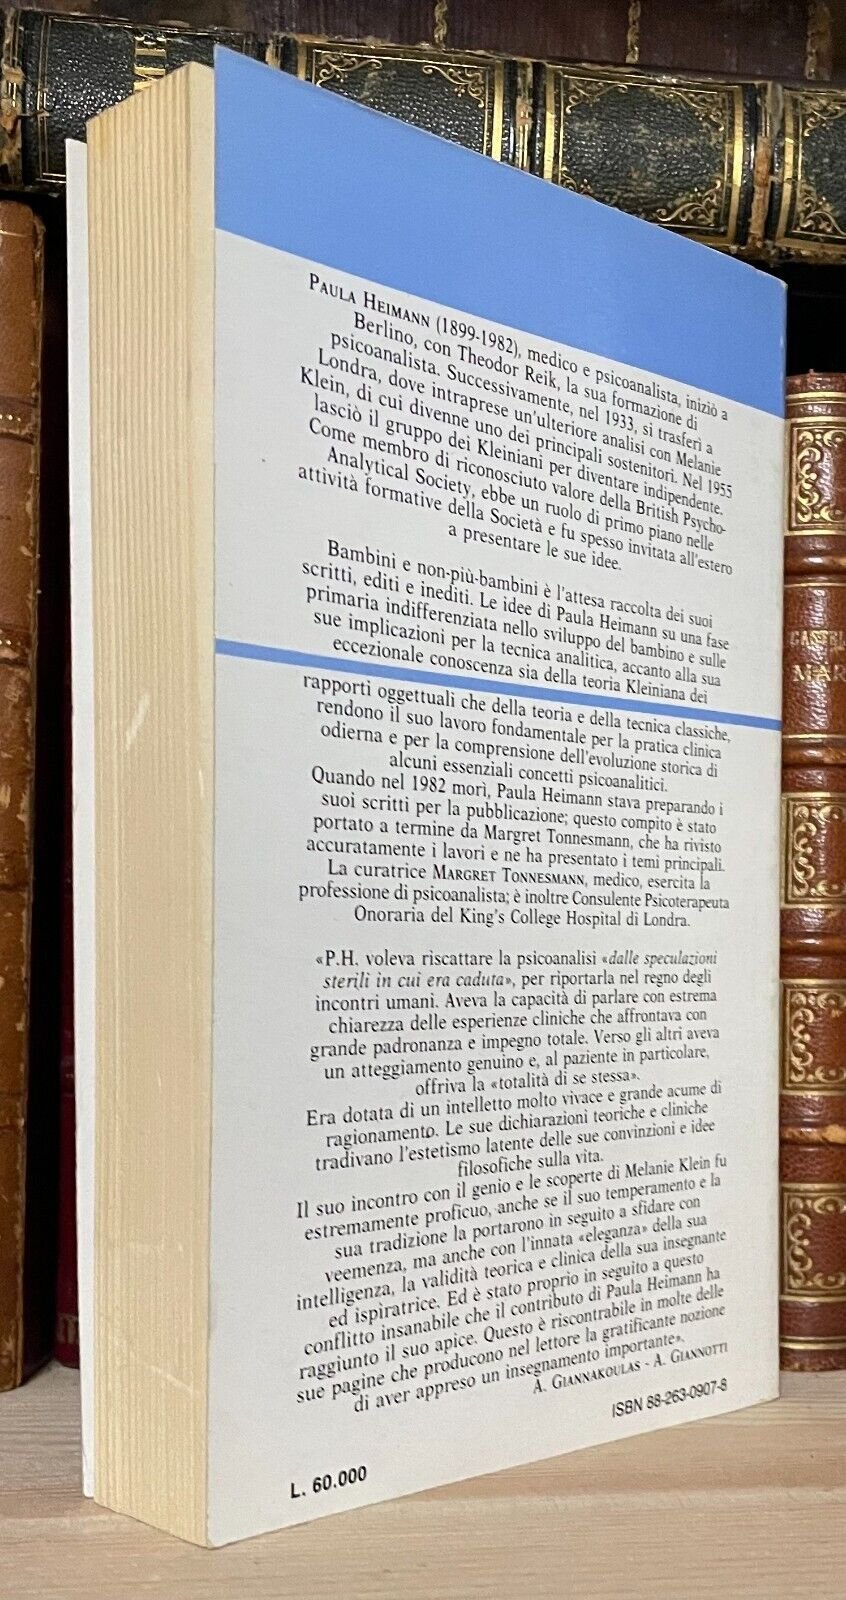 PAULA HEIMANN (1899-1982), medico e psicoanalista, iniziò a
Berlino, con Theodor Reik, la sua formazione di
psicoanalista. Successivamente, nel 1933, si trasferì a
Londra, dove intraprese un'ulteriore analisi con Melanie
Klein, di cui divenne uno dei principali sostenitori. Nel 1955
lasciò il gruppo dei Kleiniani per diventare indipendente.
Come membro di riconosciuto valore della British Psycho-
Analytical Society, ebbe un ruolo di primo piano nelle
attività formative della Società e fu spesso invitata all'estero
a presentare le sue idee.
Bambini e non-più-bambini è l'attesa raccolta dei suoi
scritti, editi e inediti. Le idee di Paula Heimann su una fase
primaria indifferenziata nello sviluppo del bambino e sulle
sue implicazioni per la tecnica analitica, accanto alla sua
eccezionale conoscenza sia della teoria Kleiniana dei
rapporti oggettuali che della teoria e della tecnica classiche,
rendono il suo lavoro fondamentale per la pratica clinica
odierna e per la comprensione dell'evoluzione storica di
alcuni essenziali concetti psicoanalitici.
Quando nel 1982 morì, Paula Heimann stava preparando i
suoi scritti per la pubblicazione; questo compito è stato
portato a termine da Margret Tonnesmann, che ha rivisto
accuratamente i lavori e ne ha presentato i temi principali.
La curatrice MARGRET TONNESMANN, medico, esercita la
professione di psicoanalista; è inoltre Consulente Psicoterapeuta
Onoraria del King's College Hospital di Londra.
«P.H. voleva riscattare la psicoanalisi «dalle speculazioni
sterili in cui era caduta», per riportarla nel regno degli
incontri umani. Aveva la capacità di parlare con estrema
chiarezza delle esperienze cliniche che affrontava con
grande padronanza e impegno totale. Verso gli altri aveva
un atteggiamento genuino e, al paziente in particolare,
offriva la «totalità di se stessa».
Era dotata di un intelletto molto vivace e grande acume di
ragionamento. Le sue dichiarazioni teoriche e cliniche
tradivano l'estetismo latente delle sue convinzioni e idee
filosofiche sulla vita.
Il suo incontro con il genio e le scoperte di Melanie Klein fu
estremamente proficuo, anche se il suo temperamento e la
sua tradizione la portarono in seguito a sfidare con
veemenza, ma anche con l'innata «eleganza» della sua
intelligenza, la validità teorica e clinica della sua insegnante
ed ispiratrice. Ed è stato proprio in seguito a questo
conflitto insanabile che il contributo di Paula Heimann ha
raggiunto il suo apice. Questo è riscontrabile in molte delle
sue pagine che producono nel lettore la gratificante nozione
di aver appreso un insegnamento importante».
A. GIANNAKOULAS - A. GIANNOTTI
ISBN 88-263-0907-8
L. 60.000